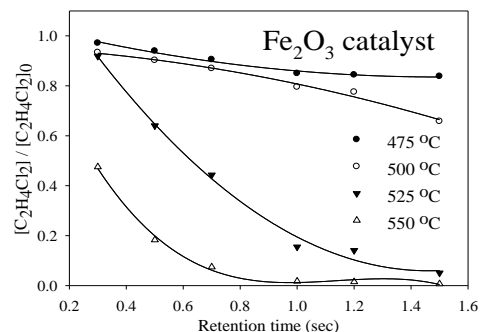 Fe2O3 catalyst
[C2H4Cl2] / [C2H4Cl2]0
1.0
0.8
0.6
0.4
0.2
0.0
475 ºC
500 ºC
525 ºC
550 ºC
0.2 0.4 0.6 0.8 1.0 1.2 1.4 1.6
Retention time (sec)